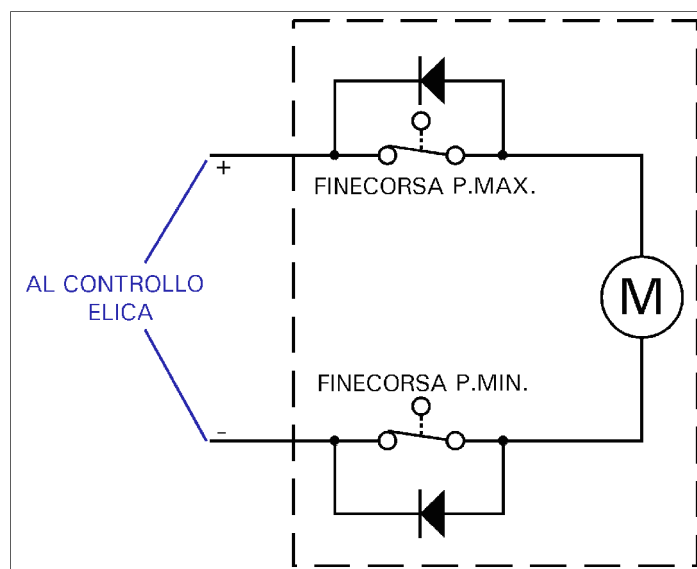 +
FINECORSA P.MAX.
AL CONTROLLO
ELICA
M
FINECORSA P.MIN.
-